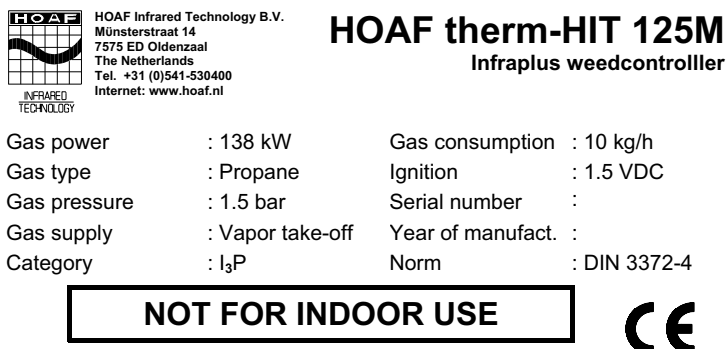 HOAF
INFRARED
TECHNOLOGY
HOAF Infrared Technology B.V.
Münsterstraat 14
7575 ED Oldenzaal
The Netherlands
Tel. +31 (0)541-530400
Internet: www.hoaf.nl
HOAF therm-HIT 125M
Infraplus weedcontrolller
Gas power : 138 kW Gas consumption : 10 kg/h
Gas type : Propane Ignition : 1.5 VDC
Gas pressure : 1.5 bar Serial number :
Gas supply : Vapor take-off Year of manufact. :
Category : I₃P Norm : DIN 3372-4
NOT FOR INDOOR USE
CE